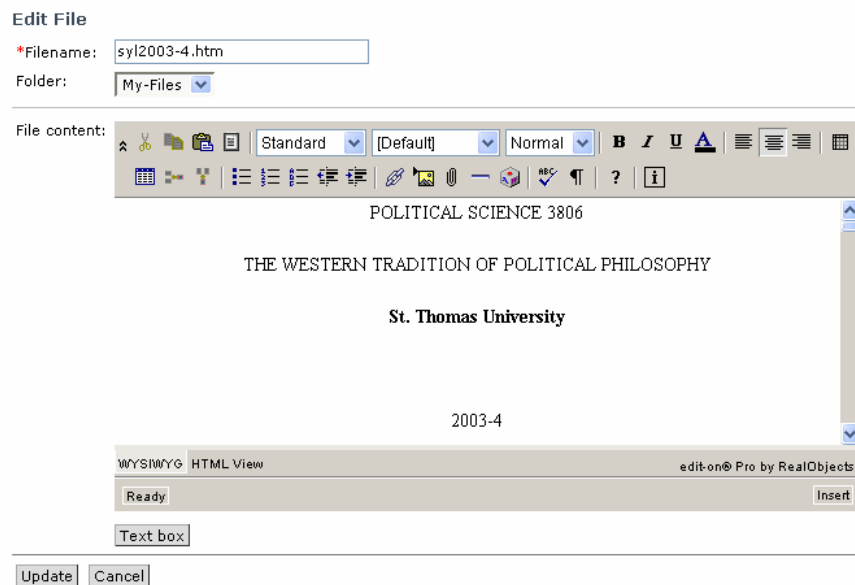 Edit File
*Filename: syl2003-4.htm
Folder: My-Files
File content:
Standard [Default] Normal B I U A
ABC ¶ ? i
POLITICAL SCIENCE 3806
THE WESTERN TRADITION OF POLITICAL PHILOSOPHY
St. Thomas University
2003-4
WYSIWYG HTML View edit-on® Pro by RealObjects
Ready Insert
Text box
Update Cancel